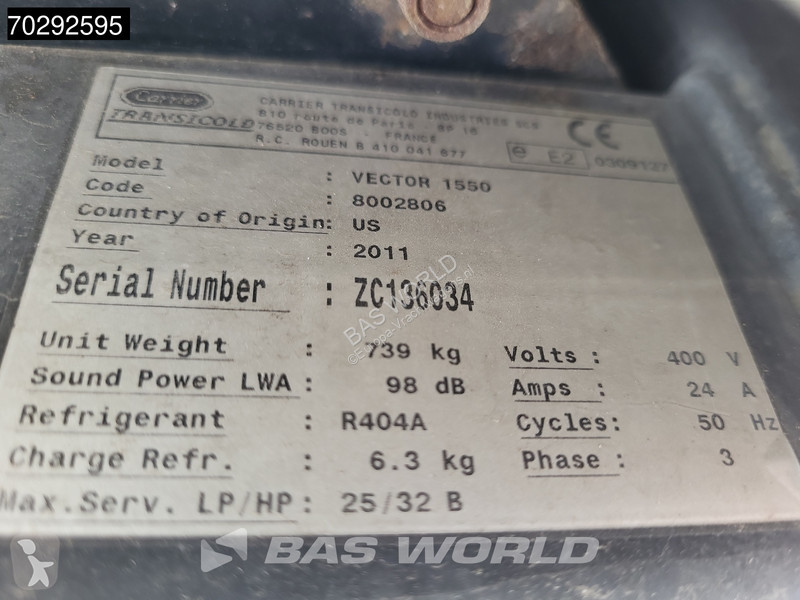 70292595
Carrier
TRANSICOLD
CARRIER TRANSICOLD INDUSTRIES SCS
810 route de Paris - BP 16
76520 BOOS - FRANCE
R.C. ROUEN B 410 041 677
CE
e E2 0309127
Model : VECTOR 1550
Code : 8002806
Country of Origin: US
Year : 2011
Serial Number : ZC136034
Unit Weight : 739 kg
Volts : 400 V
Sound Power LWA : 98 dB
Amps : 24 A
Refrigerant : R404A
Cycles: 50 Hz
Charge Refr. : 6.3 kg
Phase : 3
Max.Serv. LP/HP : 25/32 B
BAS WORLD
BAS WORLD